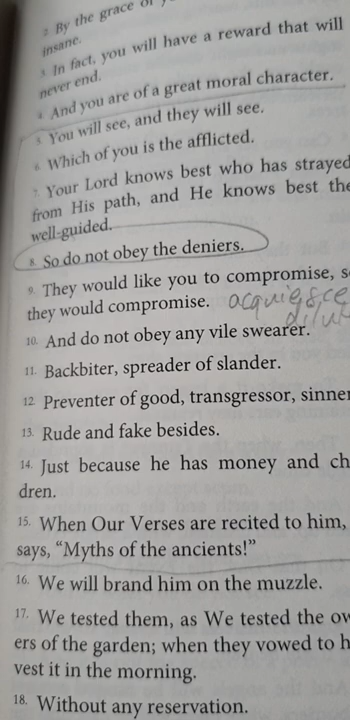 2. By the grace of
insane.
3. In fact, you will have a reward that will
never end.
4. And you are of a great moral character.
5. You will see, and they will see.
6. Which of you is the afflicted.
7. Your Lord knows best who has strayed
from His path, and He knows best the
well-guided.
8. So do not obey the deniers.
9. They would like you to compromise, s
they would compromise. acquiesce
dilut
10. And do not obey any vile swearer.
11. Backbiter, spreader of slander.
12. Preventer of good, transgressor, sinner
13. Rude and fake besides.
14. Just because he has money and ch
dren.
15. When Our Verses are recited to him,
says, “Myths of the ancients!”
16. We will brand him on the muzzle.
17. We tested them, as We tested the ow
ers of the garden; when they vowed to h
vest it in the morning.
18. Without any reservation.